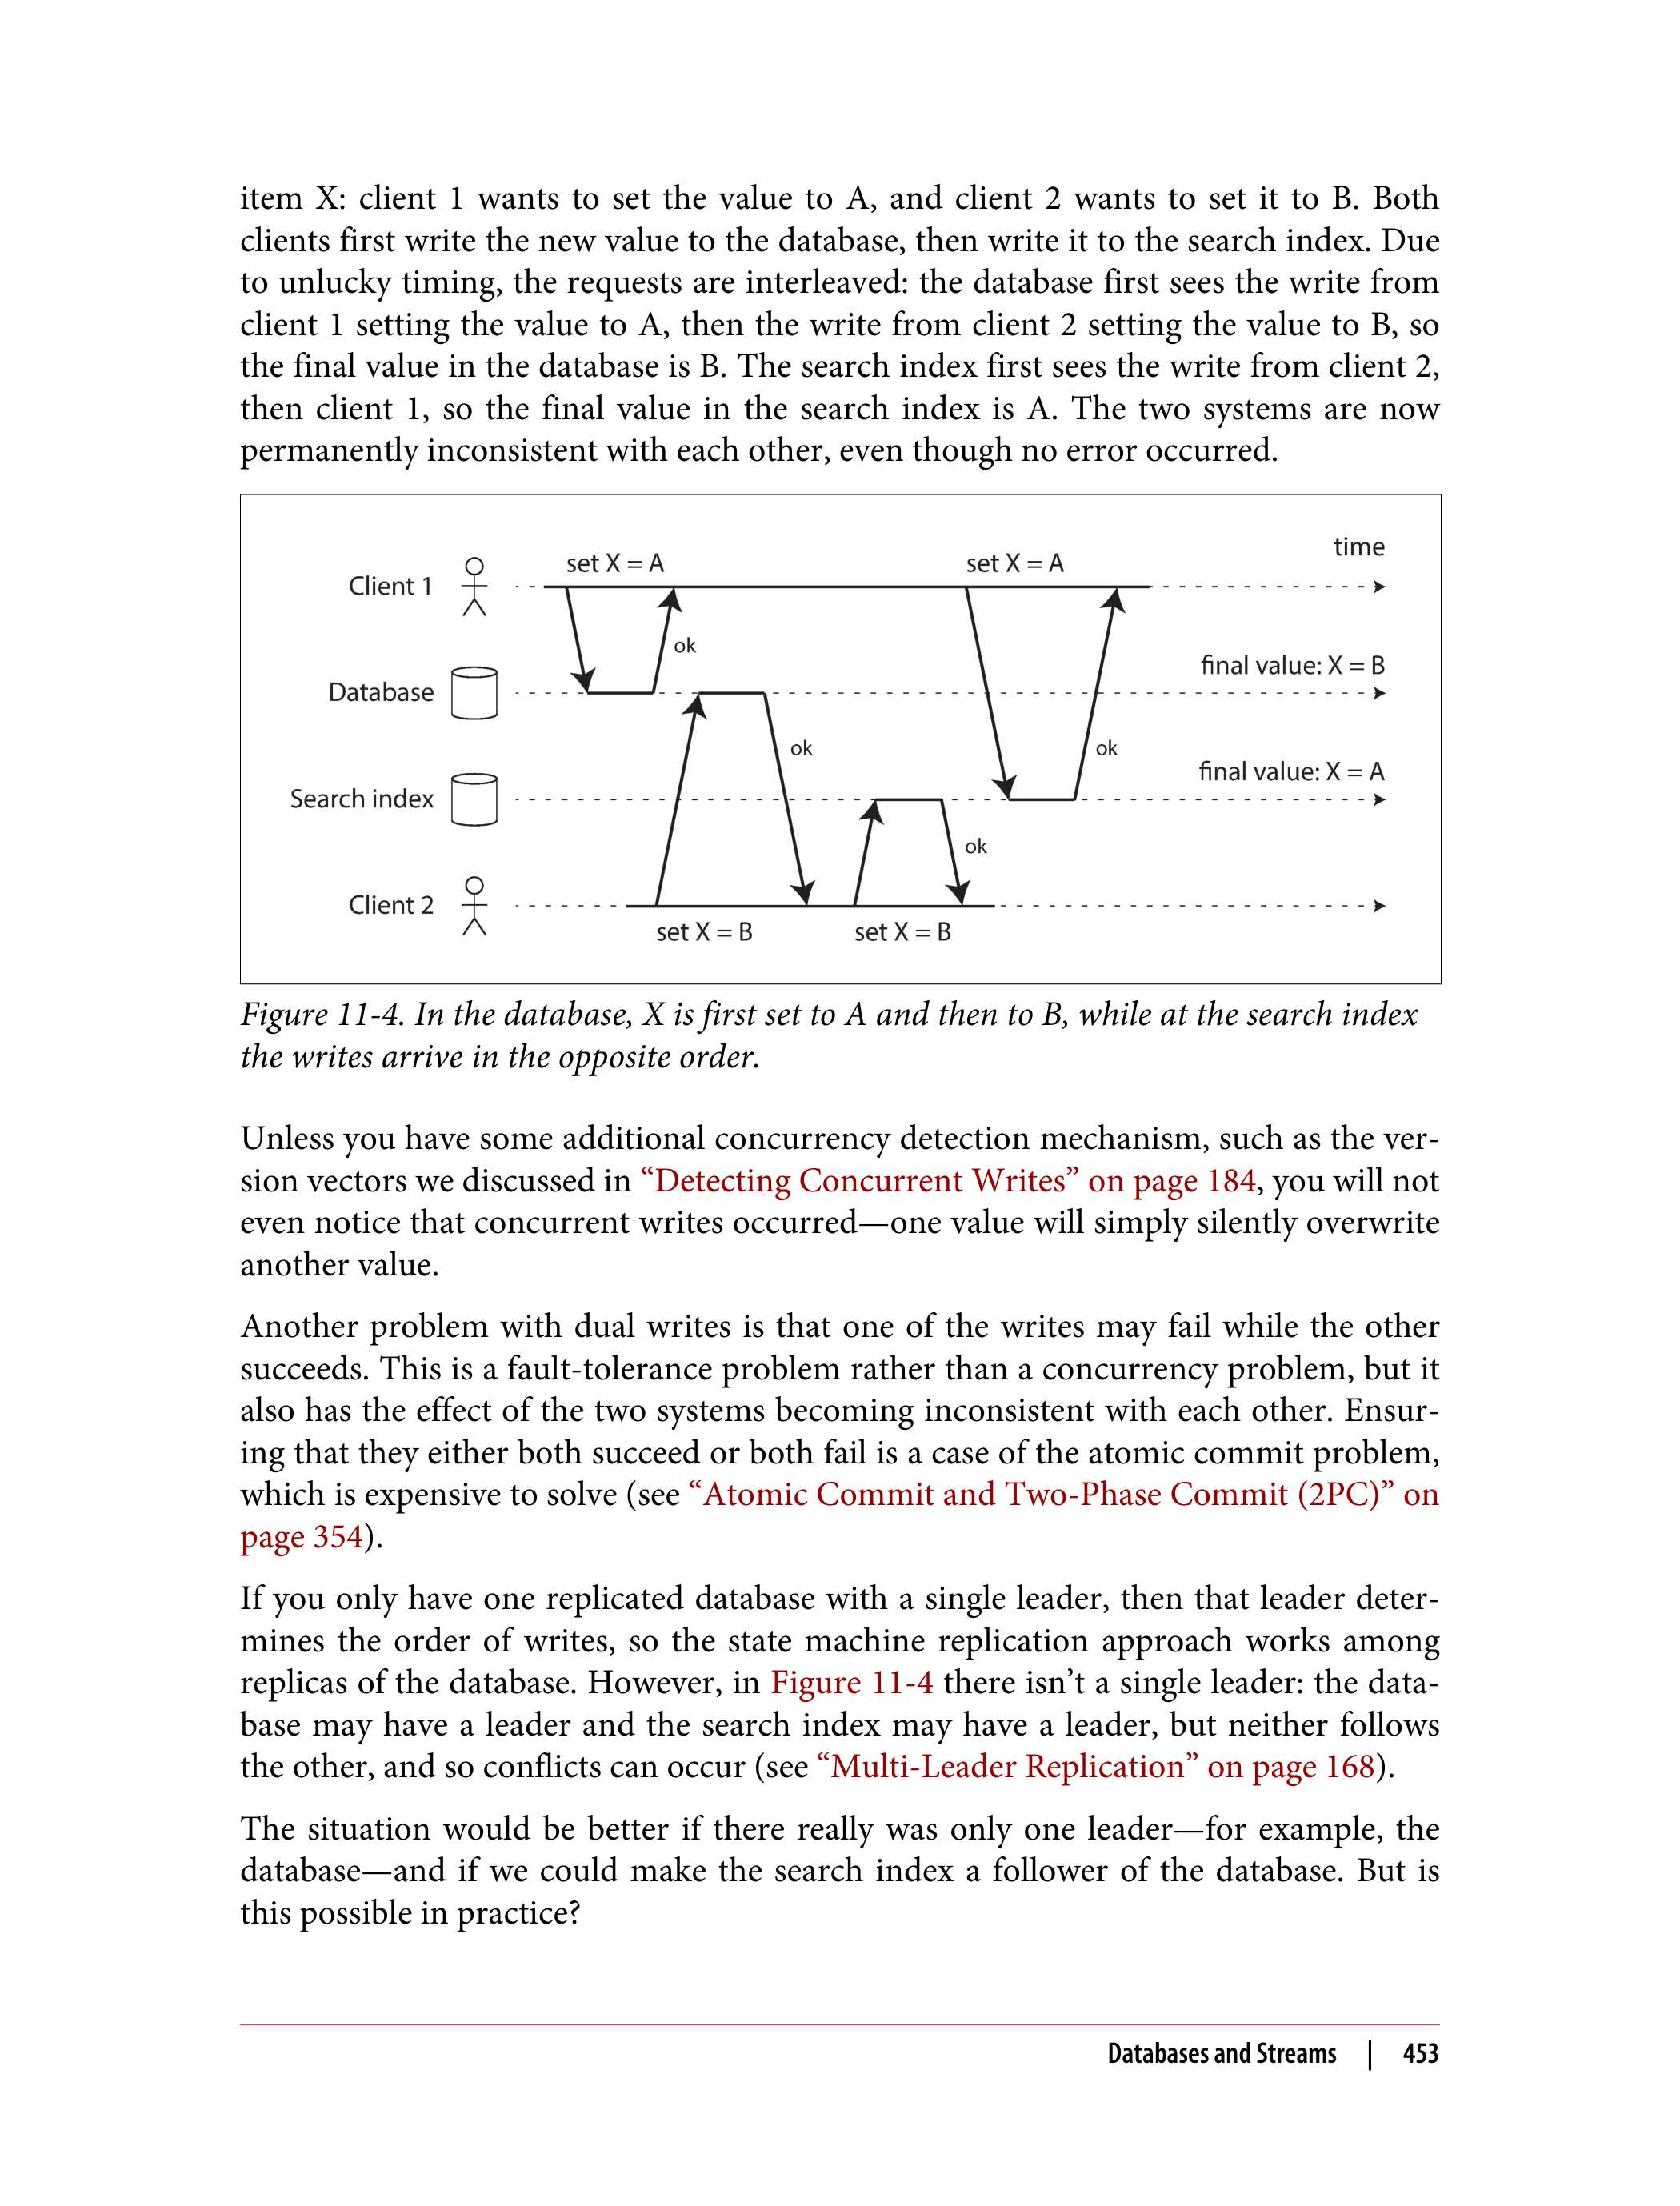 item X: client 1 wants to set the value to A, and client 2 wants to set it to B. Both
clients first write the new value to the database, then write it to the search index. Due
to unlucky timing, the requests are interleaved: the database first sees the write from
client 1 setting the value to A, then the write from client 2 setting the value to B, so
the final value in the database is B. The search index first sees the write from client 2,
then client 1, so the final value in the search index is A. The two systems are now
permanently inconsistent with each other, even though no error occurred.
time
set X = A
set X = A
Client 1
ok
final value: X = B
Database
ok
ok
final value: X = A
Search index
ok
Client 2
set X = B
set X = B
Figure 11-4. In the database, X is first set to A and then to B, while at the search index
the writes arrive in the opposite order.
Unless you have some additional concurrency detection mechanism, such as the ver-
sion vectors we discussed in “Detecting Concurrent Writes” on page 184, you will not
even notice that concurrent writes occurred—one value will simply silently overwrite
another value.
Another problem with dual writes is that one of the writes may fail while the other
succeeds. This is a fault-tolerance problem rather than a concurrency problem, but it
also has the effect of the two systems becoming inconsistent with each other. Ensur-
ing that they either both succeed or both fail is a case of the atomic commit problem,
which is expensive to solve (see “Atomic Commit and Two-Phase Commit (2PC)” on
page 354).
If you only have one replicated database with a single leader, then that leader deter-
mines the order of writes, so the state machine replication approach works among
replicas of the database. However, in Figure 11-4 there isn’t a single leader: the data-
base may have a leader and the search index may have a leader, but neither follows
the other, and so conflicts can occur (see “Multi-Leader Replication” on page 168).
The situation would be better if there really was only one leader—for example, the
database—and if we could make the search index a follower of the database. But is
this possible in practice?
Databases and Streams | 453